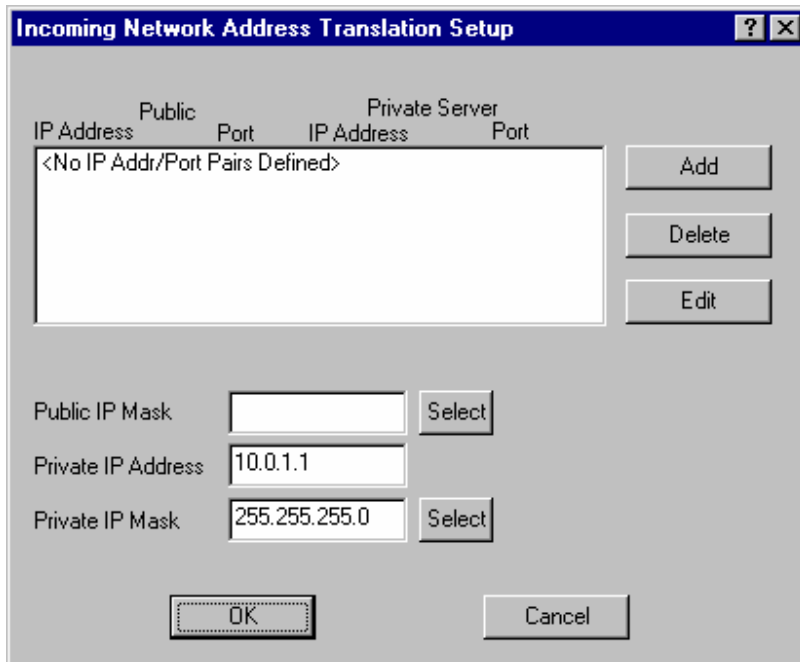 Incoming Network Address Translation Setup
Public Private Server
IP Address Port IP Address Port
<No IP Addr/Port Pairs Defined>
Add
Delete
Edit
Public IP Mask Select
Private IP Address 10.0.1.1
Private IP Mask 255.255.255.0 Select
OK Cancel